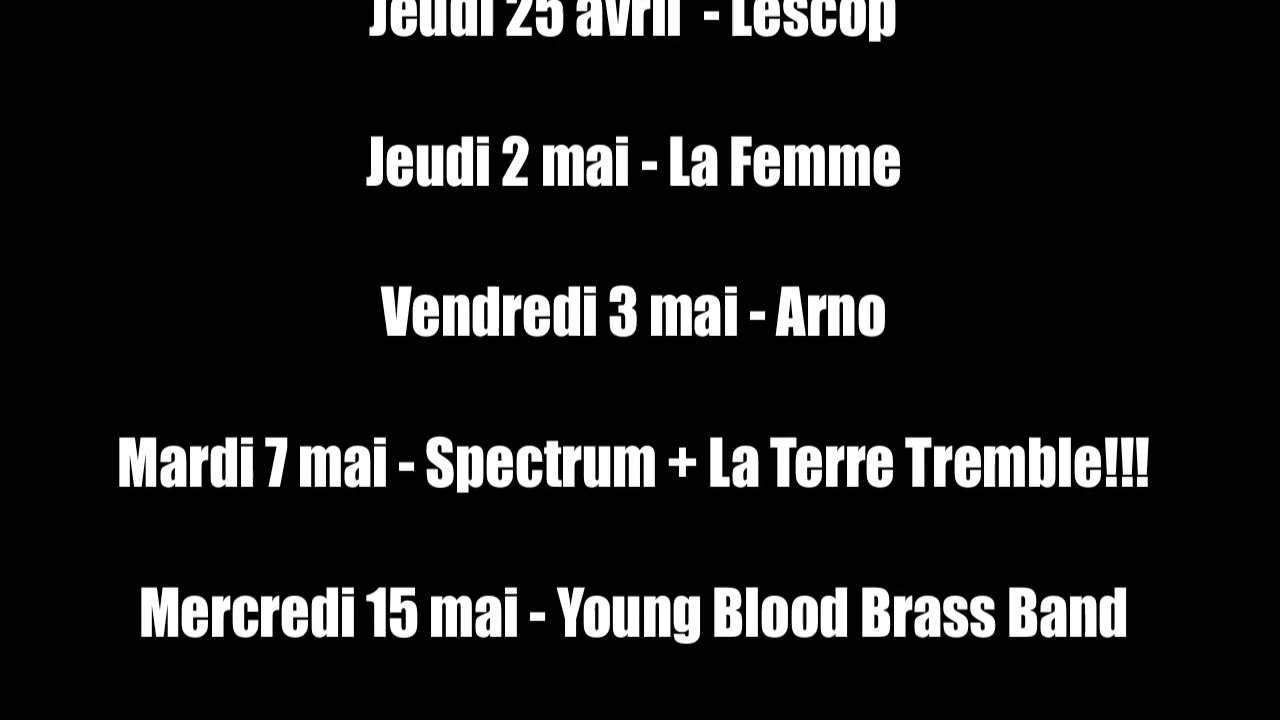 Jeudi 25 avril - Lescop
Jeudi 2 mai - La Femme
Vendredi 3 mai - Arno
Mardi 7 mai - Spectrum + La Terre Tremble!!!
Mercredi 15 mai - Young Blood Brass Band